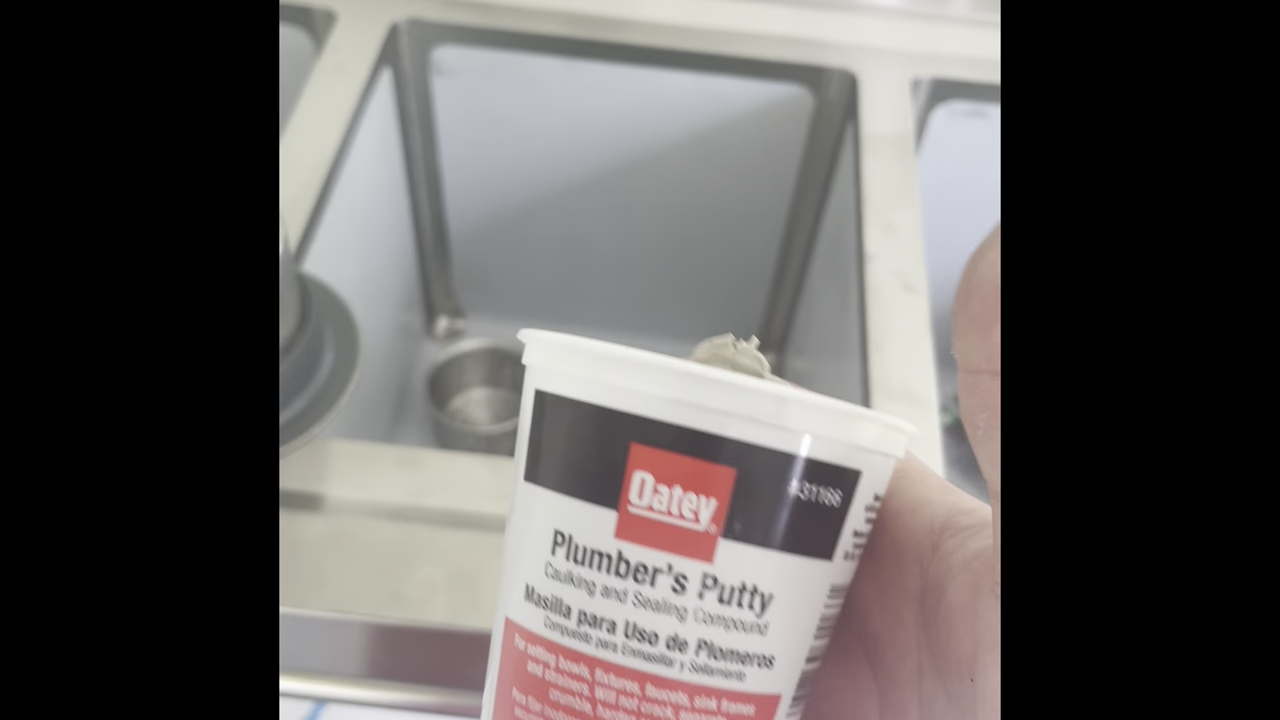 Oatey
#31166
Plumber's Putty
Caulking and Sealing Compound
Masilla para Uso de Plomeros
Compuesto para Enmasillar y Sellamiento
For setting bowls, fixtures, faucets, sink frames
and strainers. Will not crack,
crumble,